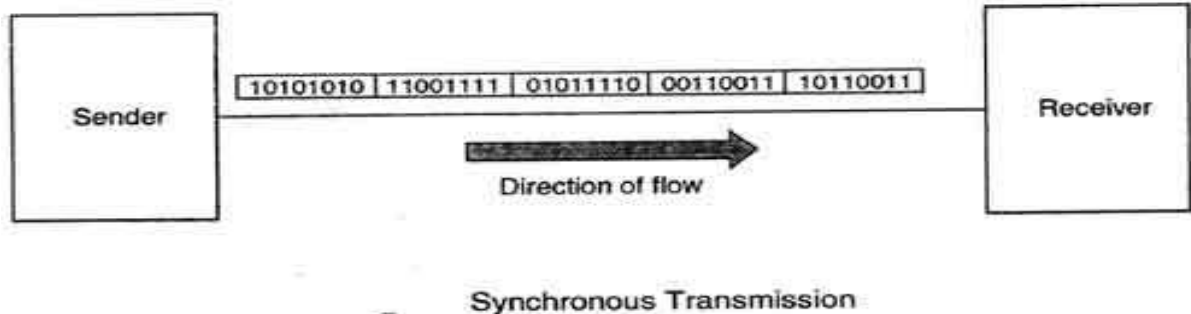 10101010 11001111 01011110 00110011 10110011
Sender
Receiver
Direction of flow
Synchronous Transmission